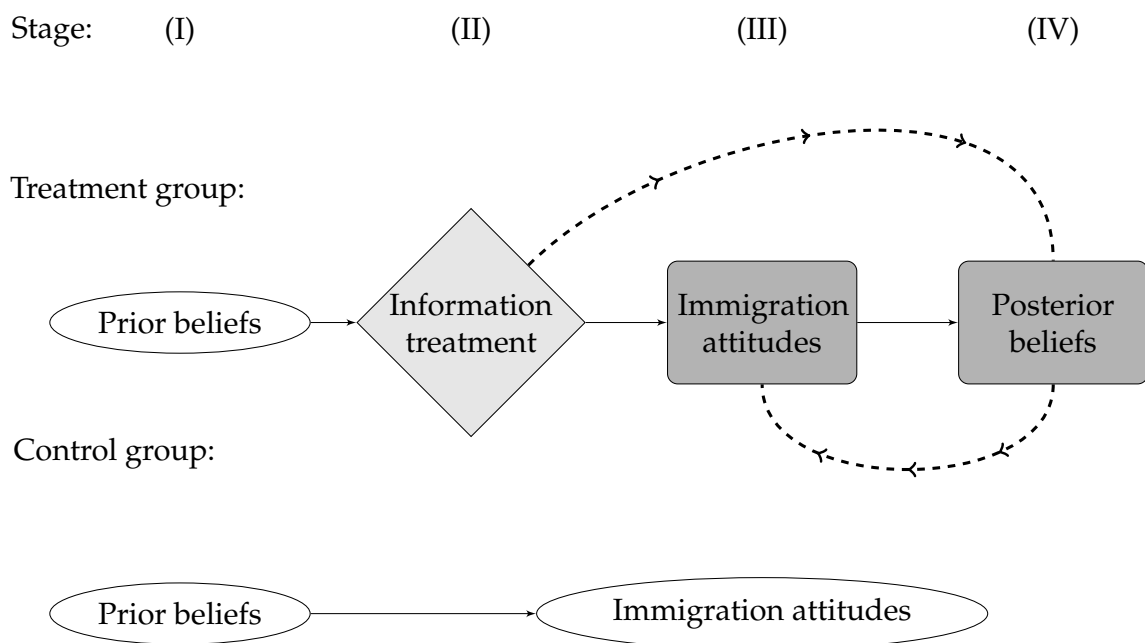 Stage: (I) (II) (III) (IV)
Treatment group:
Prior beliefs
Information
treatment
Immigration
attitudes
Posterior
beliefs
Control group:
Prior beliefs
Immigration attitudes